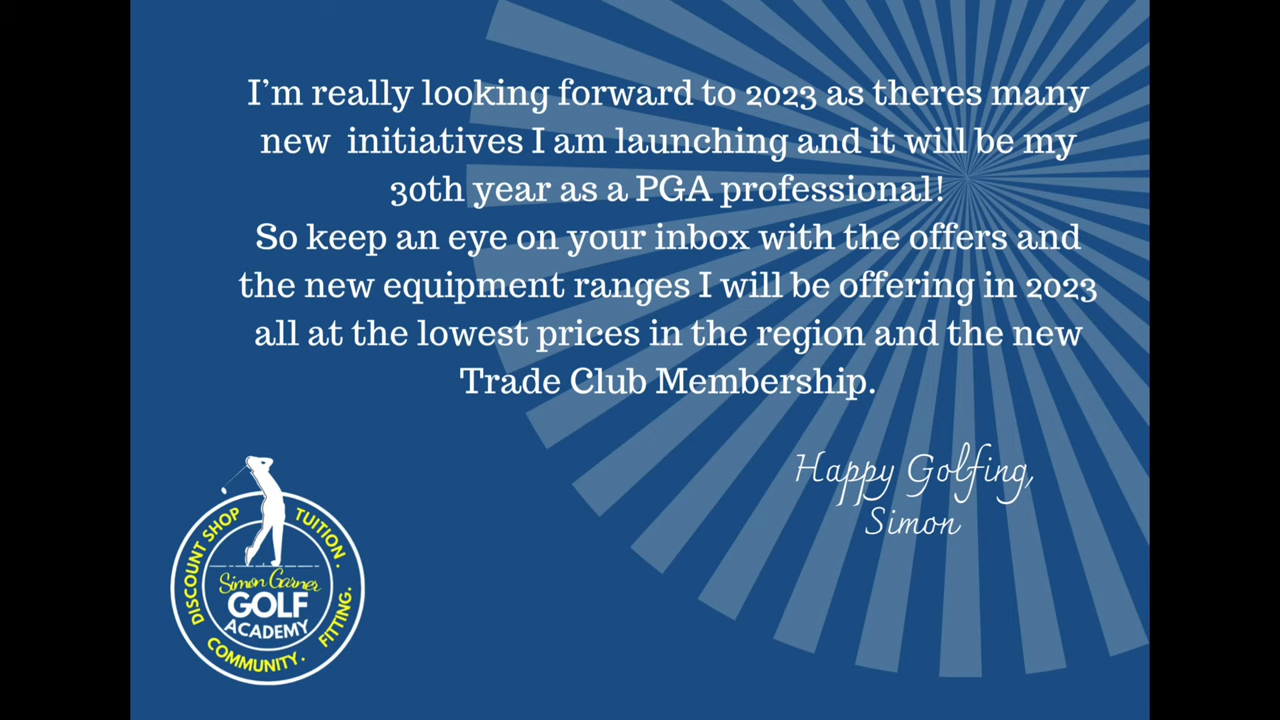 I'm really looking forward to 2023 as theres many
new initiatives I am launching and it will be my
30th year as a PGA professional!
So keep an eye on your inbox with the offers and
the new equipment ranges I will be offering in 2023
all at the lowest prices in the region and the new
Trade Club Membership.
Happy Golfing,
Simon
DISCOUNT SHOP
TUITION.
FITTING.
COMMUNITY.
Simon Garner
GOLF
ACADEMY